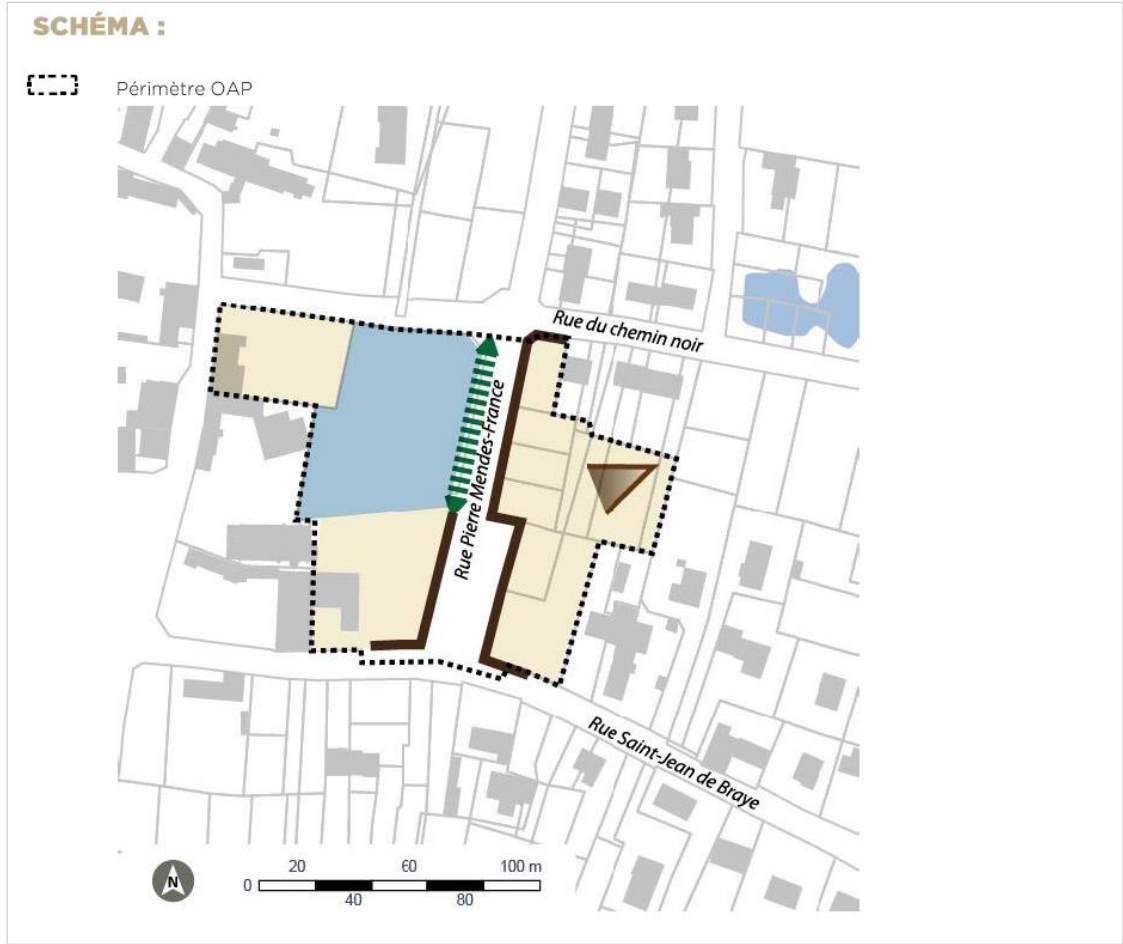 SCHÉMA :
Périmètre OAP
Rue du chemin noir
Rue Pierre Mendes-France
Rue Saint-Jean de Braye
N
20 60 100 m
0
40 80